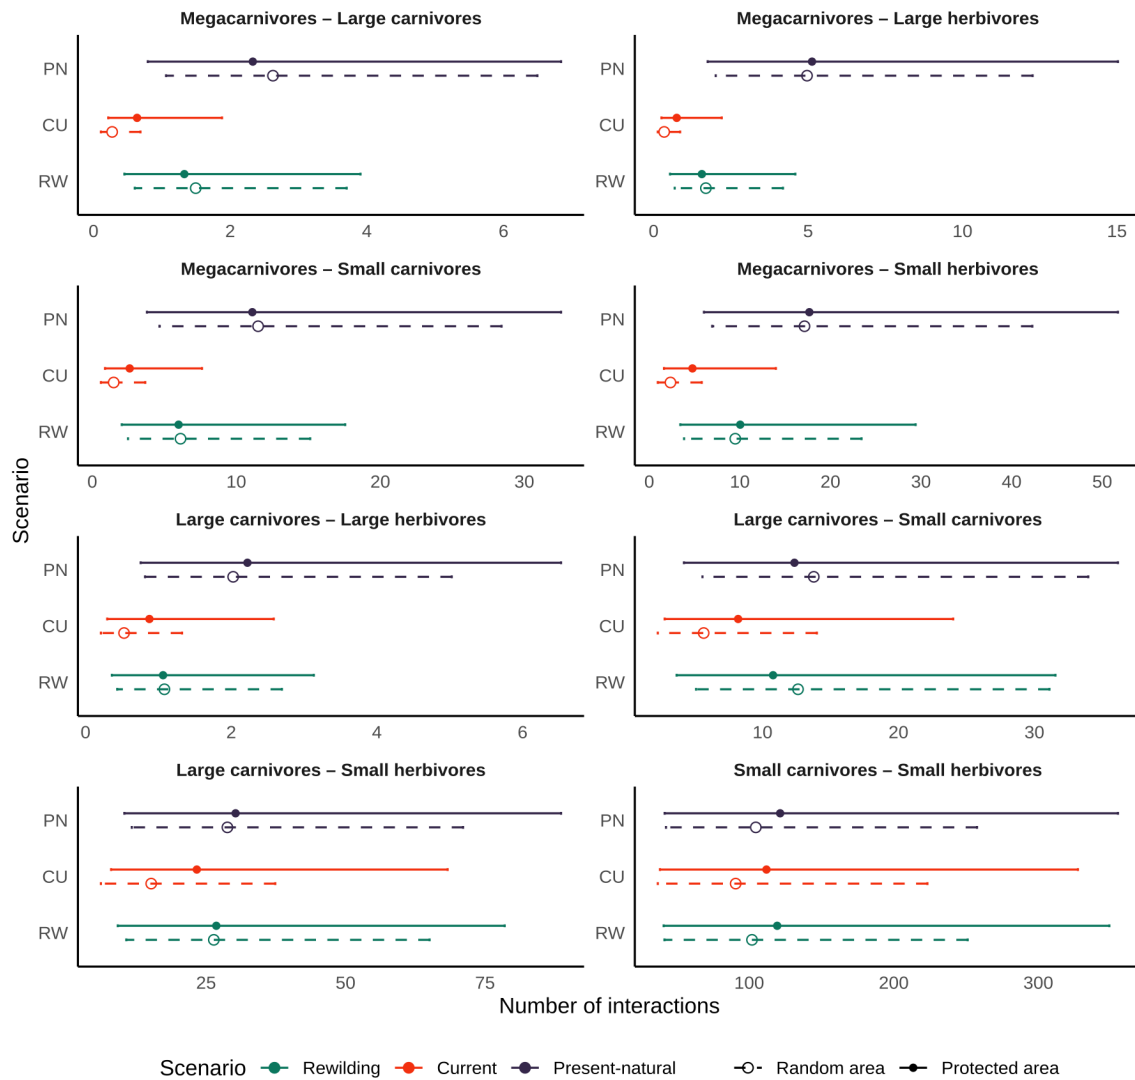 Megacarnivores – Large carnivores
Megacarnivores – Large herbivores
PN
CU
RW
0 2 4 6
PN
CU
RW
0 5 10 15
Megacarnivores – Small carnivores
Megacarnivores – Small herbivores
PN
CU
RW
0 10 20 30
PN
CU
RW
0 10 20 30 40 50
Scenario
Large carnivores – Large herbivores
Large carnivores – Small carnivores
PN
CU
RW
0 2 4 6
PN
CU
RW
10 20 30
Large carnivores – Small herbivores
Small carnivores – Small herbivores
PN
CU
RW
25 50 75
PN
CU
RW
100 200 300
Number of interactions
Scenario Rewilding Current Present-natural Random area Protected area